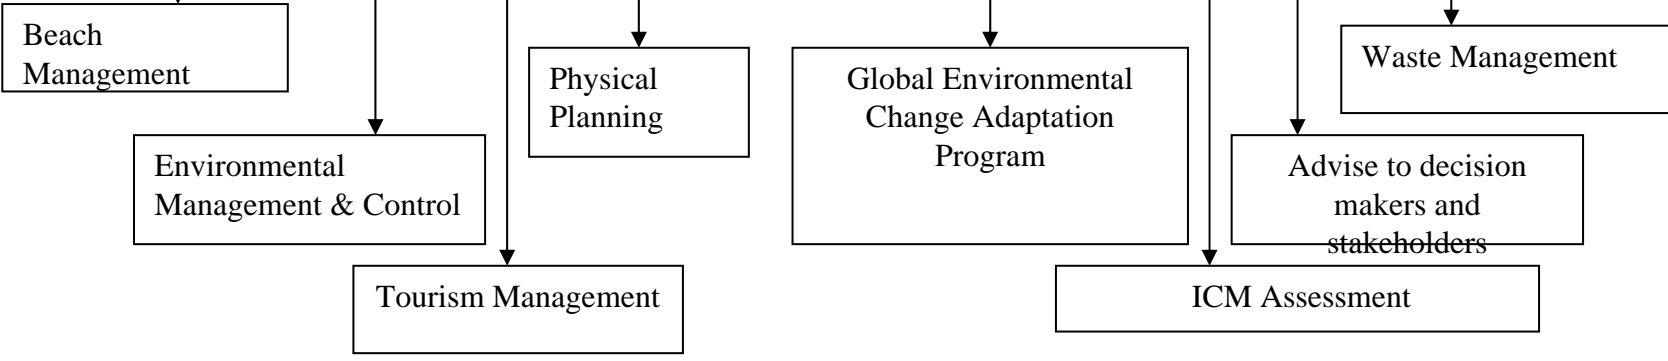 Beach
Management
Environmental
Management & Control
Tourism Management
Physical
Planning
Global Environmental
Change Adaptation
Program
ICM Assessment
Advise to decision
makers and
stakeholders
Waste Management